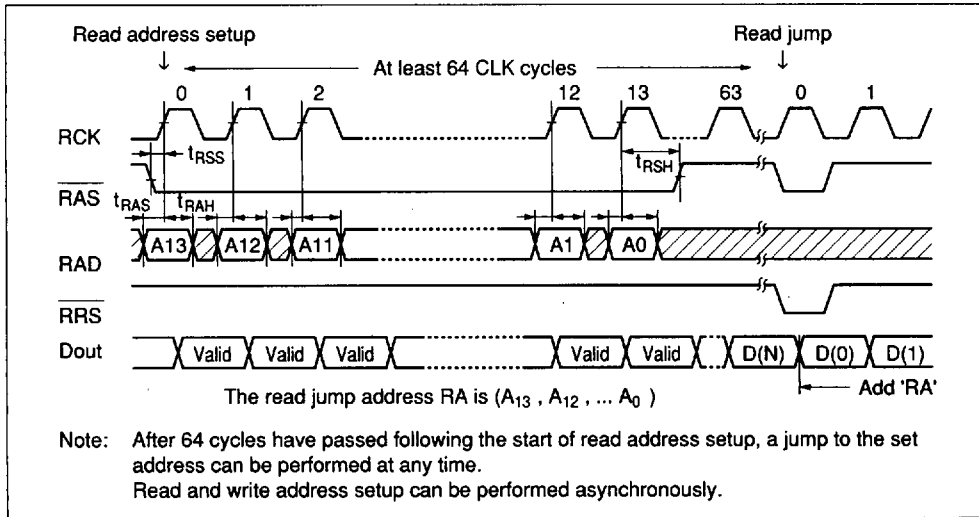 Read address setup Read jump
At least 64 CLK cycles
0 1 2 12 13 63 0 1
RCK
tRSS tRSH
RAS
tRAS tRAH
A13 A12 A11 A1 A0
RAD
RRS
Dout Valid Valid Valid Valid Valid D(N) D(0) D(1)
Add 'RA'
The read jump address RA is (A13 , A12 , ... A0 )
Note: After 64 cycles have passed following the start of read address setup, a jump to the set
address can be performed at any time.
Read and write address setup can be performed asynchronously.